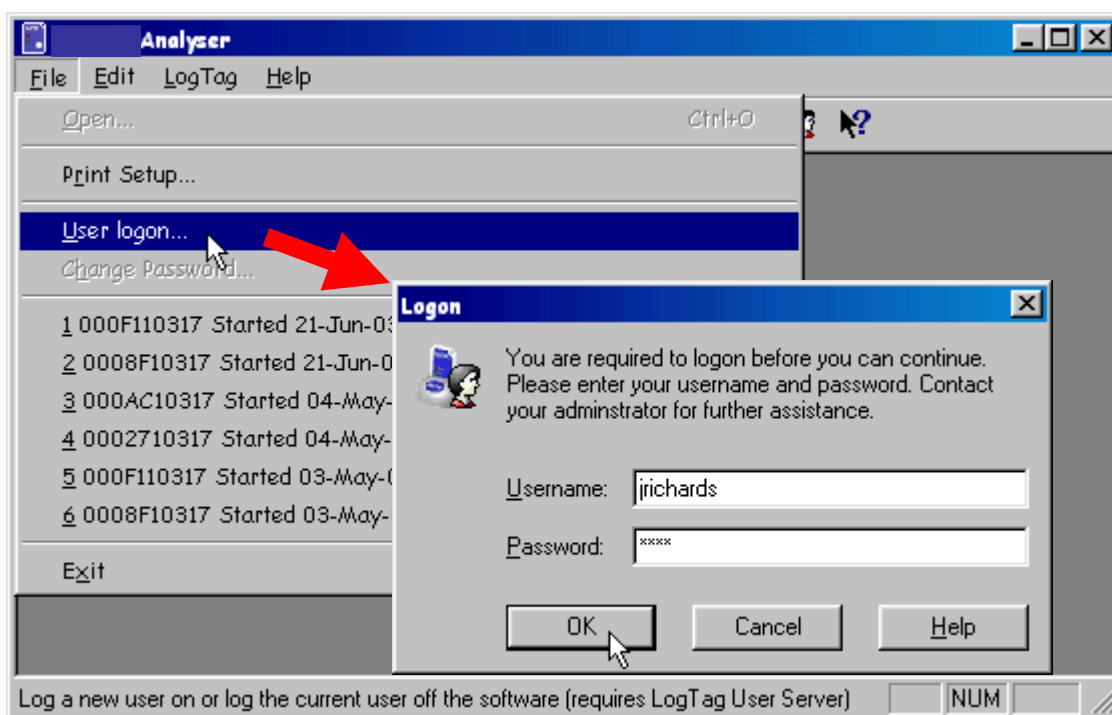 Analyser
File Edit LogTag Help
Open... Ctrl+O
Print Setup...
User logon...
Change Password...
1 000F110317 Started 21-Jun-03
2 0008F10317 Started 21-Jun-0
3 000AC10317 Started 04-May-
4 0002710317 Started 04-May-
5 000F110317 Started 03-May-0
6 0008F10317 Started 03-May-
Exit
Logon
You are required to logon before you can continue.
Please enter your username and password. Contact
your adminstrator for further assistance.
Username: jrichards
Password: ****
OK Cancel Help
Log a new user on or log the current user off the software (requires LogTag User Server) NUM